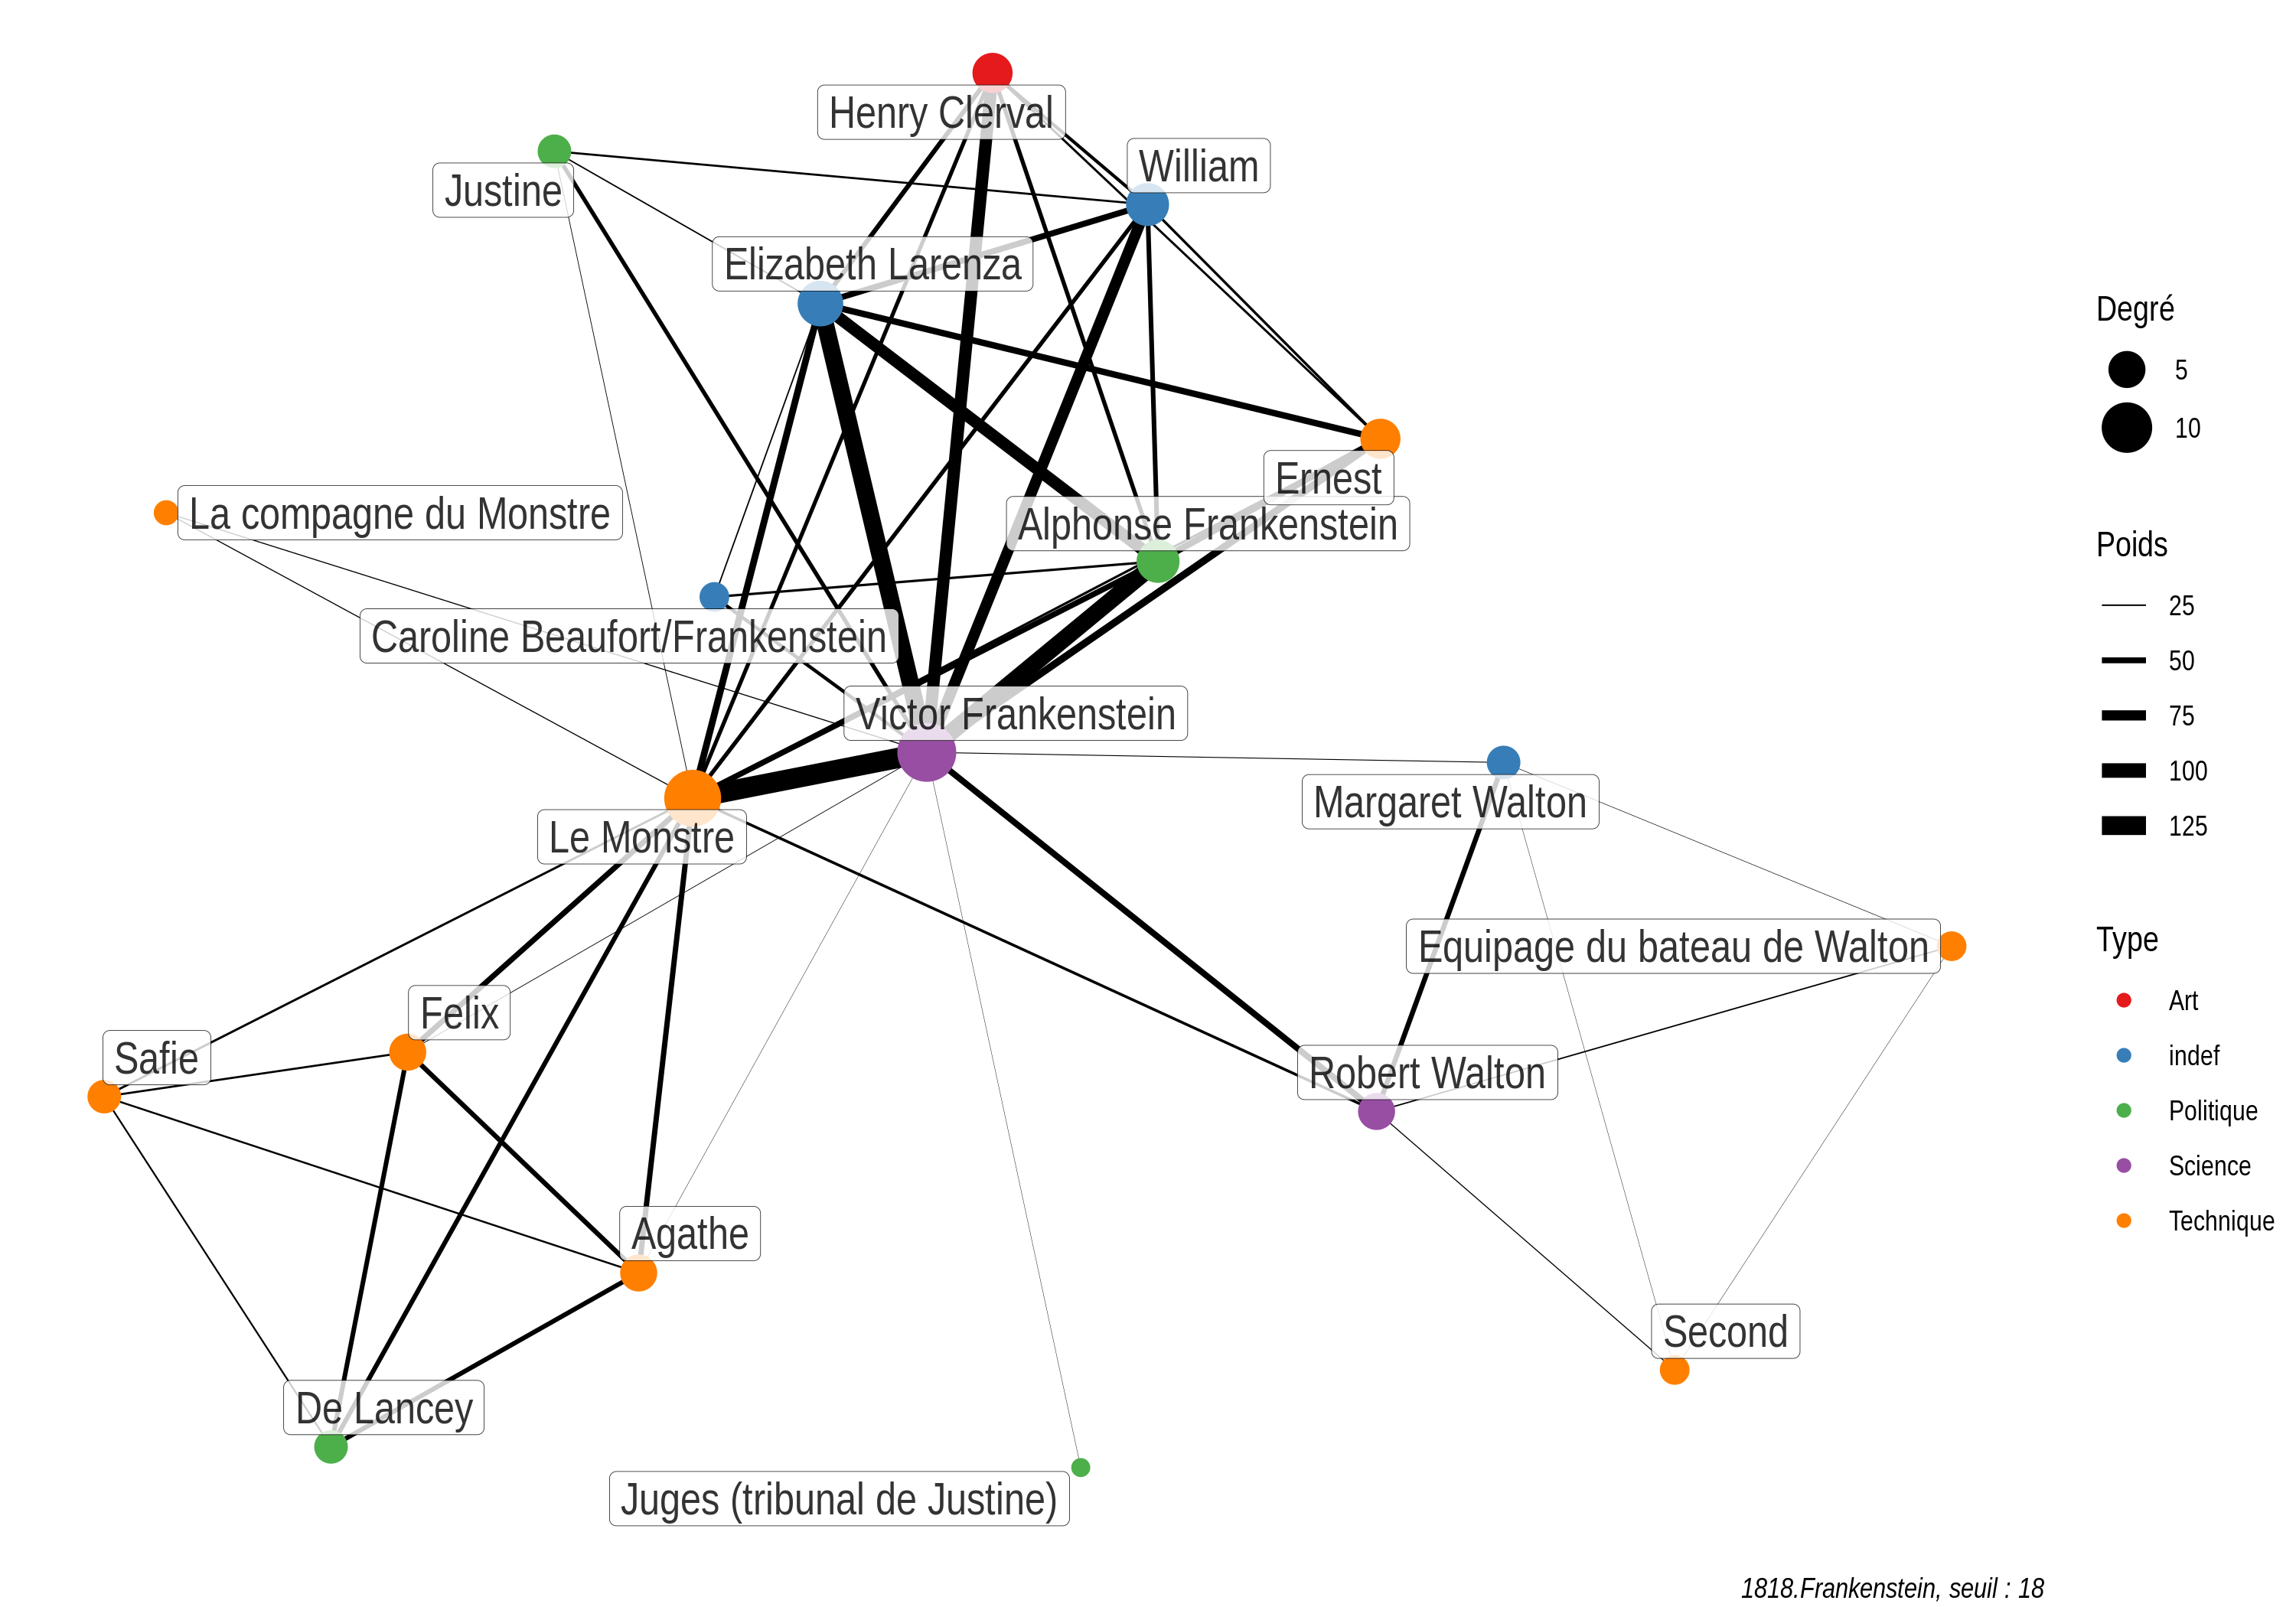 Henry Clerval
William
Justine
Elizabeth Larenza
Ernest
La compagne du Monstre
Alphonse Frankenstein
Caroline Beaufort/Frankenstein
Victor Frankenstein
Margaret Walton
Le Monstre
Equipage du bateau de Walton
Felix
Safie
Robert Walton
Agathe
Second
De Lancey
Juges (tribunal de Justine)
Degré
5
10
Poids
25
50
75
100
125
Type
Art
indef
Politique
Science
Technique
1818.Frankenstein, seuil : 18